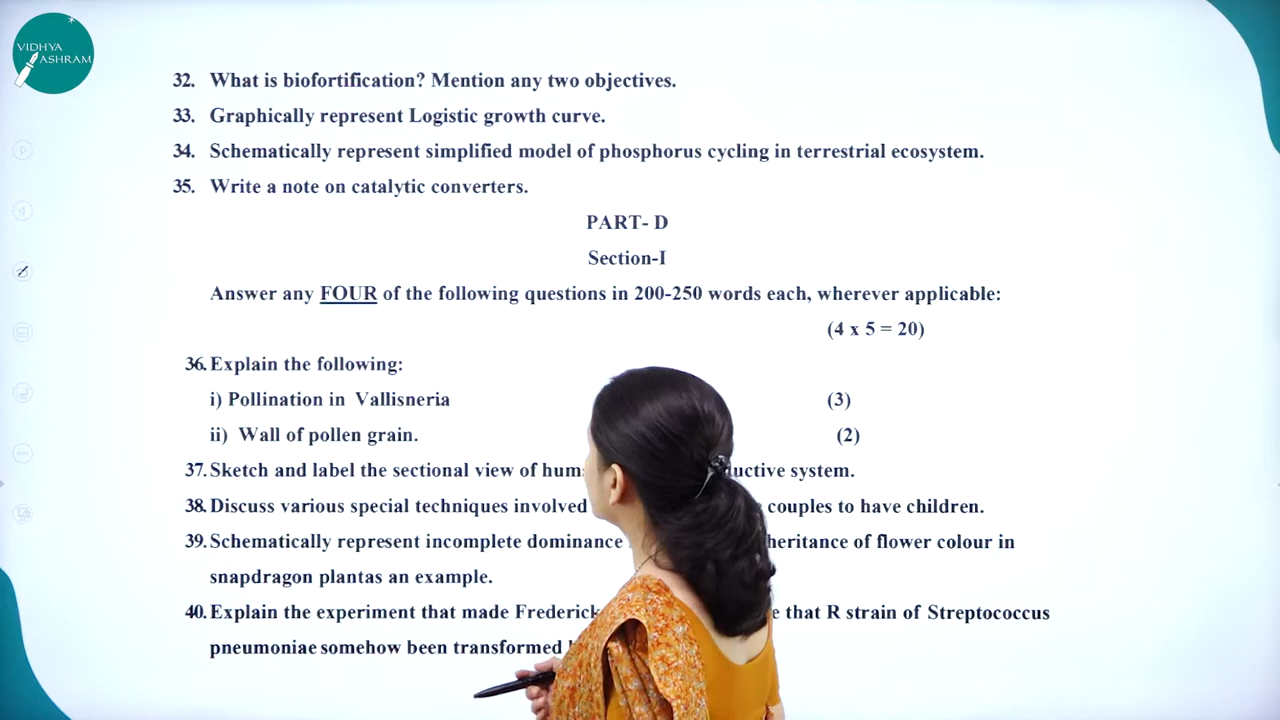 VIDHYA
ASHRAM
32. What is biofortification? Mention any two objectives.
33. Graphically represent Logistic growth curve.
34. Schematically represent simplified model of phosphorus cycling in terrestrial ecosystem.
35. Write a note on catalytic converters.
PART- D
Section-I
Answer any FOUR of the following questions in 200-250 words each, wherever applicable:
(4 x 5 = 20)
36. Explain the following:
i) Pollination in Vallisneria (3)
ii) Wall of pollen grain. (2)
37. Sketch and label the sectional view of system.
38. Discuss various special techniques involved couples to have children.
39. Schematically represent incomplete dominance of flower colour in
snapdragon plantas an example.
40. Explain the experiment that made Frederick that R strain of Streptococcus
pneumoniae somehow been transformed